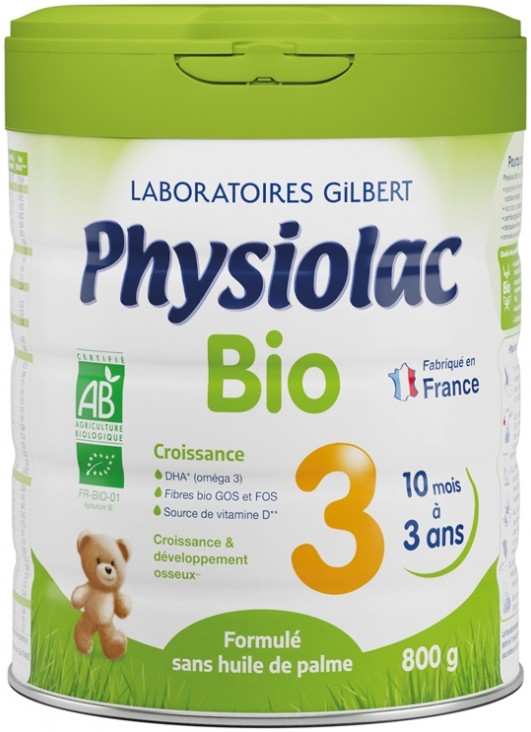 LABORATOIRES GiLBERT
Physiolac
Bio
Fabriqué en
France
CERTIFIÉ
AB
AGRICULTURE
BIOLOGIQUE
FR-BIO-01
Agriculture UE
Croissance
DHA* (oméga 3)
Fibres bio GOS et FOS
Source de vitamine D**
Croissance &
développement
osseux**
3
10 mois
à
3 ans
Formulé
sans huile de palme
800 g